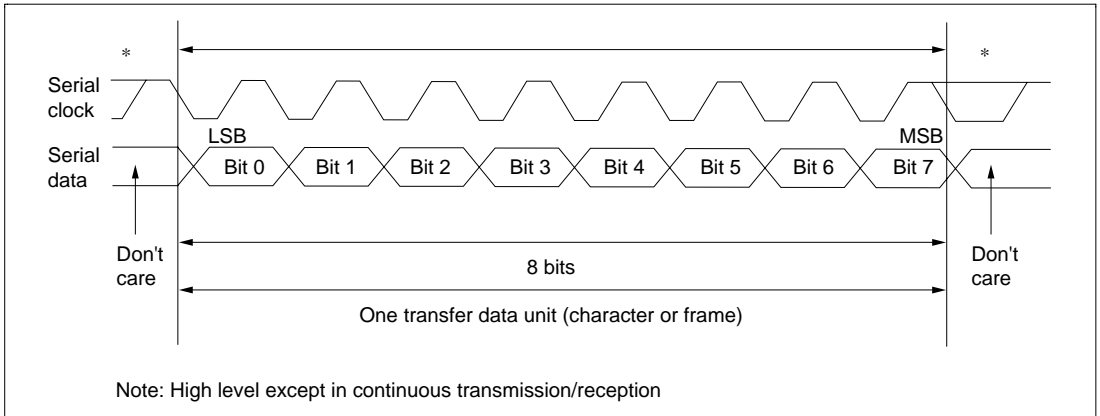 * *
Serial
clock
LSB MSB
Serial
data
Bit 0 Bit 1 Bit 2 Bit 3 Bit 4 Bit 5 Bit 6 Bit 7
Don't
care
Don't
care
8 bits
One transfer data unit (character or frame)
Note: High level except in continuous transmission/reception